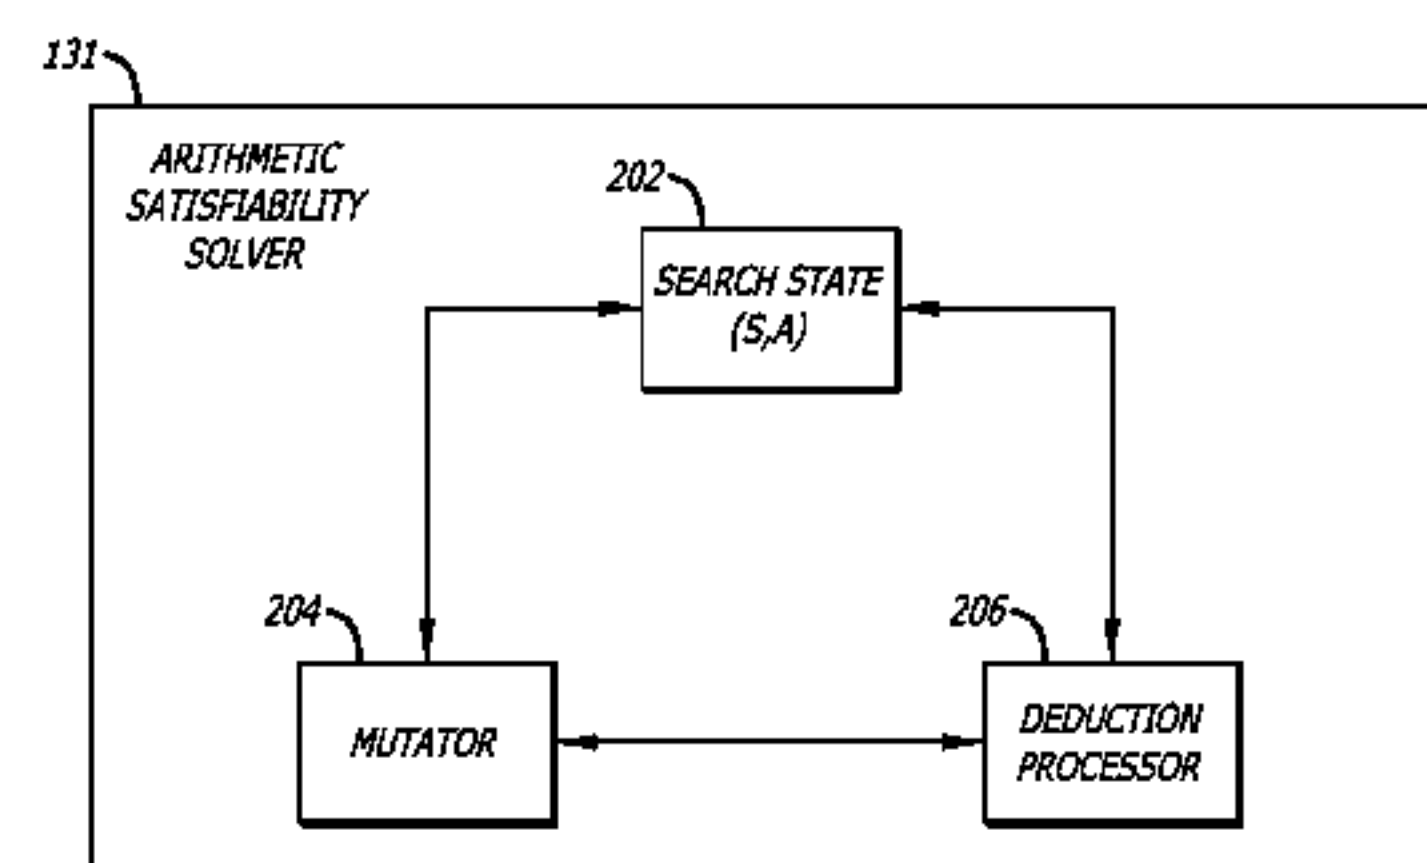 131
ARITHMETIC
SATISFIABILITY
SOLVER
202
SEARCH STATE
(S,A)
204
MUTATOR
206
DEDUCTION
PROCESSOR